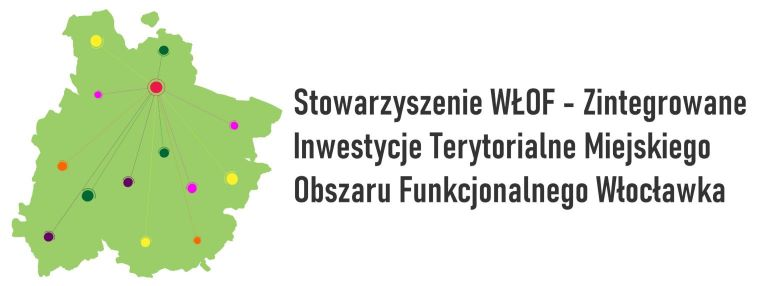 Stowarzyszenie WŁOF - Zintegrowane
Inwestycje Terytorialne Miejskiego
Obszaru Funkcjonalnego Włocławka